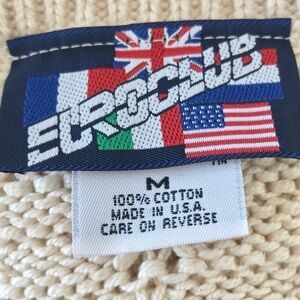 EUROCLUB
TM
M
100% COTTON
MADE IN U.S.A.
CARE ON REVERSE